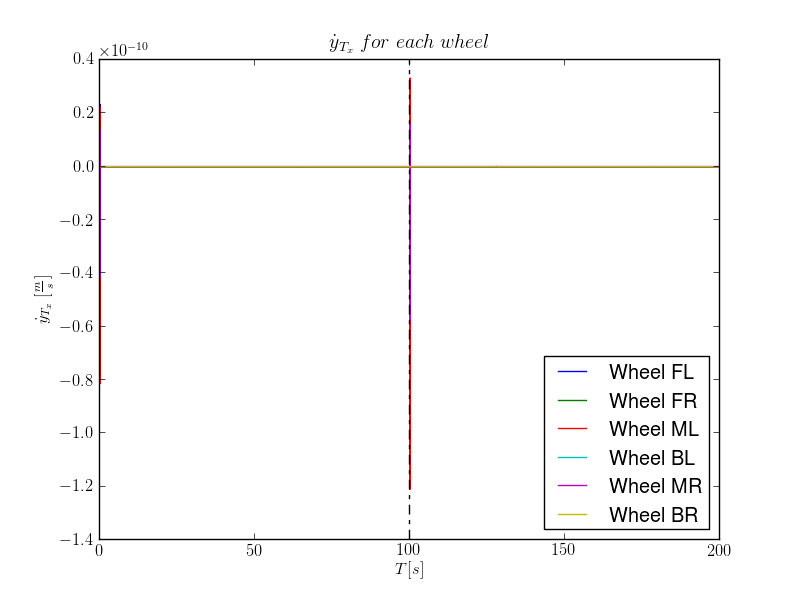 ẏ_{T_x} for each wheel
×10^{−10}
0.4
0.2
0.0
−0.2
−0.4
−0.6
−0.8
−1.0
−1.2
−1.4
ẏ_{T_x} [m/s]
0 50 100 150 200
T[s]
Wheel FL
Wheel FR
Wheel ML
Wheel BL
Wheel MR
Wheel BR